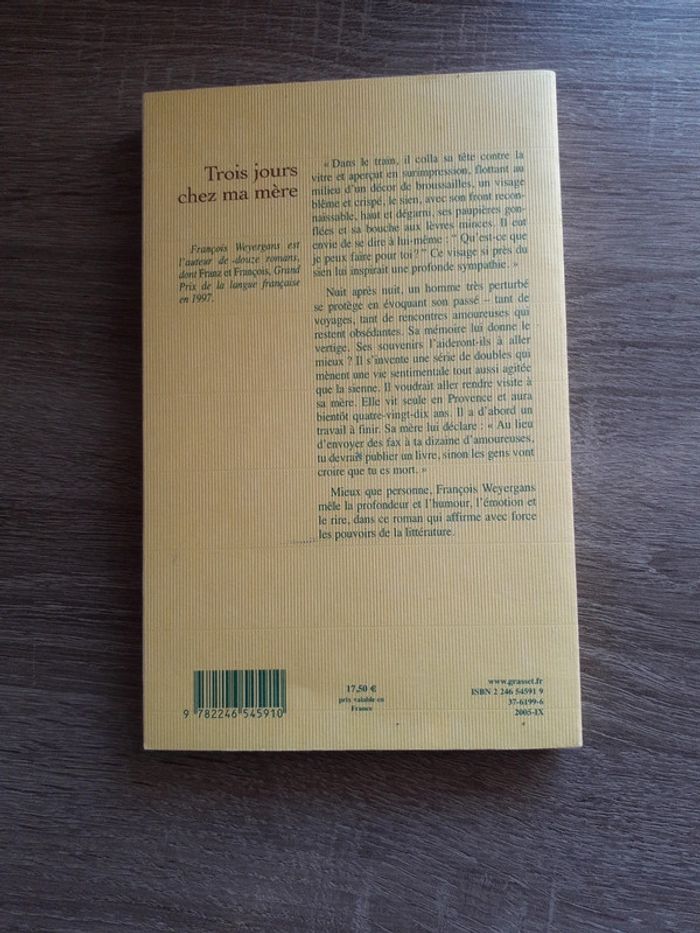 Trois jours
chez ma mère
François Weyergans est
l'auteur de douze romans,
dont Franz et François, Grand
Prix de la langue française
en 1997.
« Dans le train, il colla sa tête contre la
vitre et aperçut en surimpression, flottant au
milieu d'un décor de broussailles, un visage
blême et crispé, le sien, avec son front recon-
naissable, haut et dégarni, ses paupières gon-
flées et sa bouche aux lèvres minces. Il eut
envie de se dire à lui-même : " Qu'est-ce que
je peux faire pour toi ? " Ce visage si près du
sien lui inspirait une profonde sympathie. »
Nuit après nuit, un homme très perturbé
se protège en évoquant son passé – tant de
voyages, tant de rencontres amoureuses qui
restent obsédantes. Sa mémoire lui donne le
vertige. Ses souvenirs l'aideront-ils à aller
mieux ? Il s'invente une série de doubles qui
mènent une vie sentimentale tout aussi agitée
que la sienne. Il voudrait aller rendre visite à
sa mère. Elle vit seule en Provence et aura
bientôt quatre-vingt-dix ans. Il a d'abord un
travail à finir. Sa mère lui déclare : « Au lieu
d'envoyer des fax à ta dizaine d'amoureuses,
tu devrais publier un livre, sinon les gens vont
croire que tu es mort. »
Mieux que personne, François Weyergans
mêle la profondeur et l'humour, l'émotion et
le rire, dans ce roman qui affirme avec force
les pouvoirs de la littérature.
9 782246 545910
17,50 €
prix valable en
France
www.grasset.fr
ISBN 2 246 54591 9
37-6199-6
2005-IX